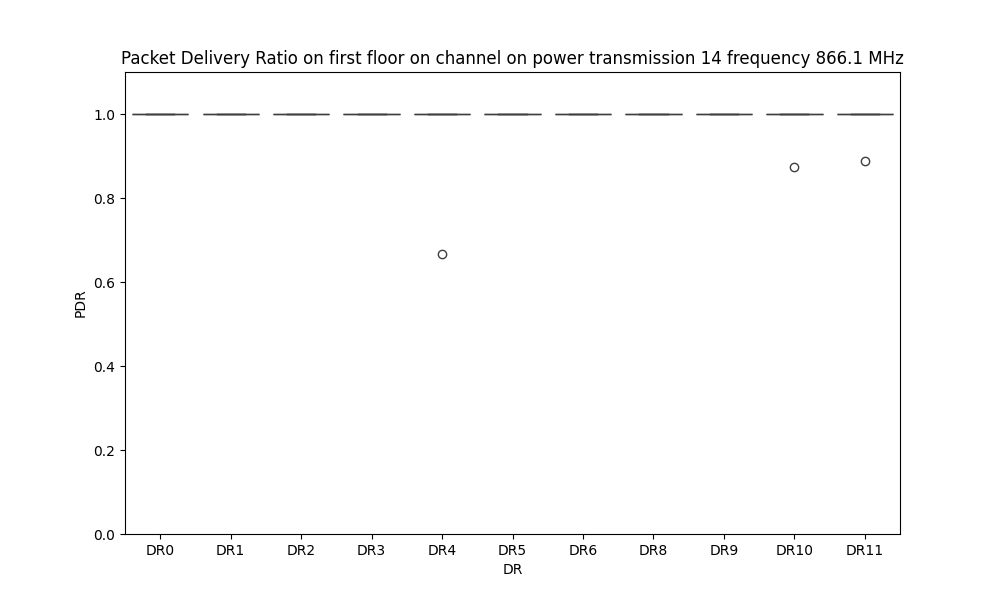 Packet Delivery Ratio on first floor on channel on power transmission 14 frequency 866.1 MHz
1.0
0.8
0.6
0.4
0.2
0.0
PDR
DR0 DR1 DR2 DR3 DR4 DR5 DR6 DR8 DR9 DR10 DR11
DR